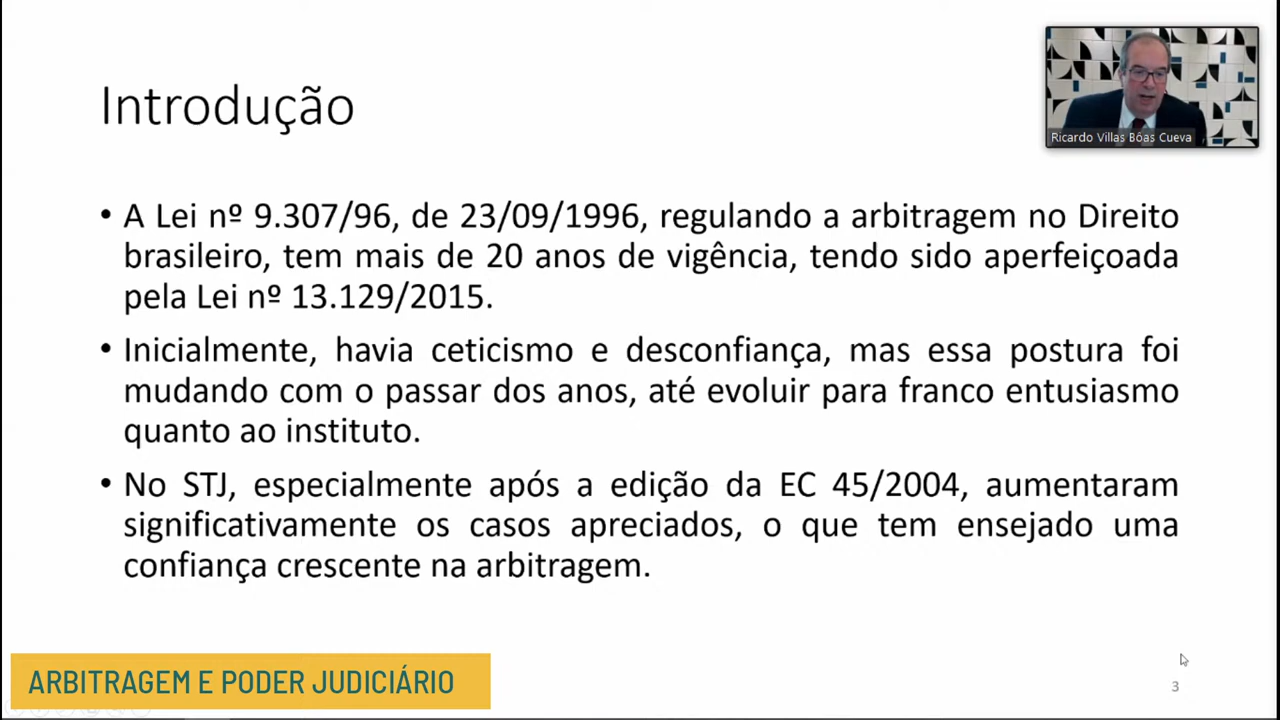 Introdução
Ricardo Villas Bôas Cueva
• A Lei nº 9.307/96, de 23/09/1996, regulando a arbitragem no Direito
brasileiro, tem mais de 20 anos de vigência, tendo sido aperfeiçoada
pela Lei nº 13.129/2015.
• Inicialmente, havia ceticismo e desconfiança, mas essa postura foi
mudando com o passar dos anos, até evoluir para franco entusiasmo
quanto ao instituto.
• No STJ, especialmente após a edição da EC 45/2004, aumentaram
significativamente os casos apreciados, o que tem ensejado uma
confiança crescente na arbitragem.
ARBITRAGEM E PODER JUDICIÁRIO
3